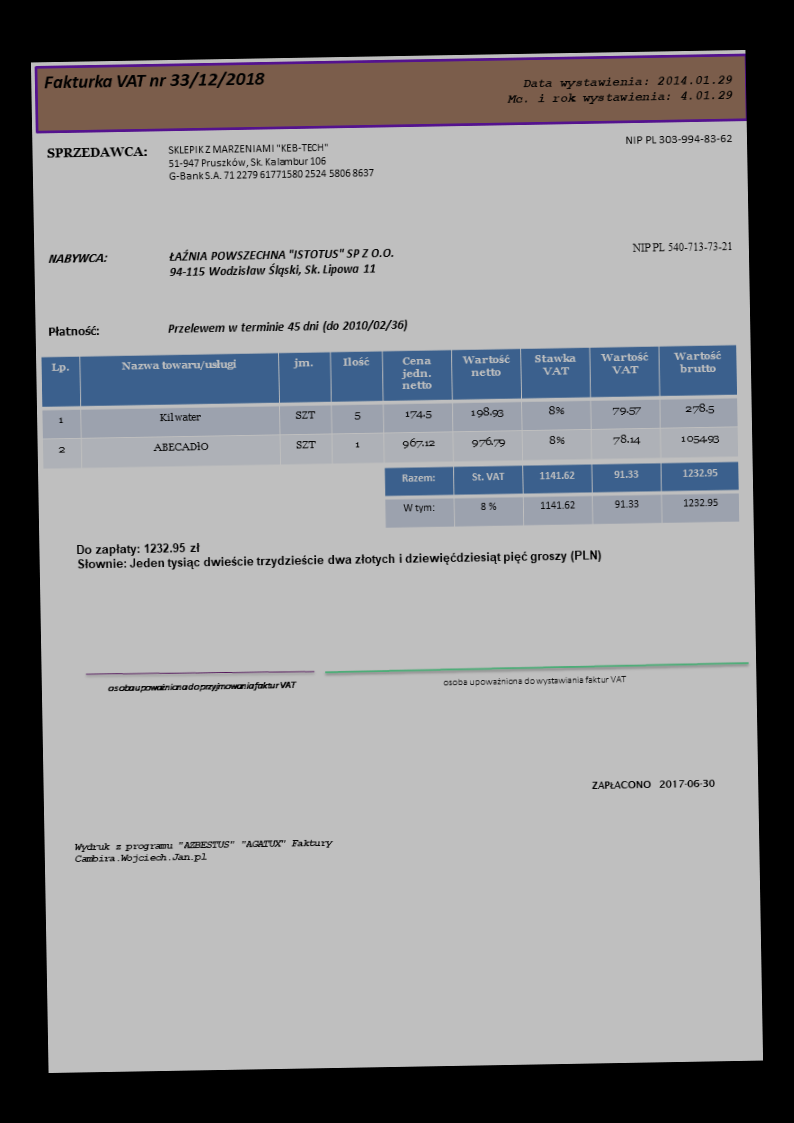 Fakturka VAT nr 33/12/2018
Data wystawienia: 2014.01.29
Mc. i rok wystawienia: 4.01.29
SPRZEDAWCA: SKLEPIK Z MARZENIAMI "KEB-TECH" NIP PL 303-994-83-62
51-947 Pruszków, Sk. Kalambur 106
G-Bank S.A. 71 2279 6177 1580 2524 5806 8637
NABYWCA: ŁAŹNIA POWSZECHNA "ISTOTUS" SP Z O.O. NIP PL 540-713-73-21
94-115 Wodzisław Śląski, Sk. Lipowa 11
Płatność: Przelewem w terminie 45 dni (do 2010/02/36)
Lp. Nazwa towaru/usługi jm. Ilość Cena jedn. netto Wartość netto Stawka VAT Wartość VAT Wartość brutto
1 Kilwater SZT 5 174.5 198.93 8% 79.57 278.5
2 ABECADłO SZT 1 967.12 976.79 8% 78.14 1054.93
Razem: St. VAT 1141.62 91.33 1232.95
W tym: 8 % 1141.62 91.33 1232.95
Do zapłaty: 1232.95 zł
Słownie: Jeden tysiąc dwieście trzydzieście dwa złotych i dziewięćdziesiąt pięć groszy (PLN)
osoba upoważniona do przyjmowania faktur VAT
osoba upoważniona do wystawiania faktur VAT
ZAPŁACONO 2017-06-30
Wydruk z programu "AZBESTUS" "AGATUX" Faktury
Cambira.Wojciech.Jan.pl